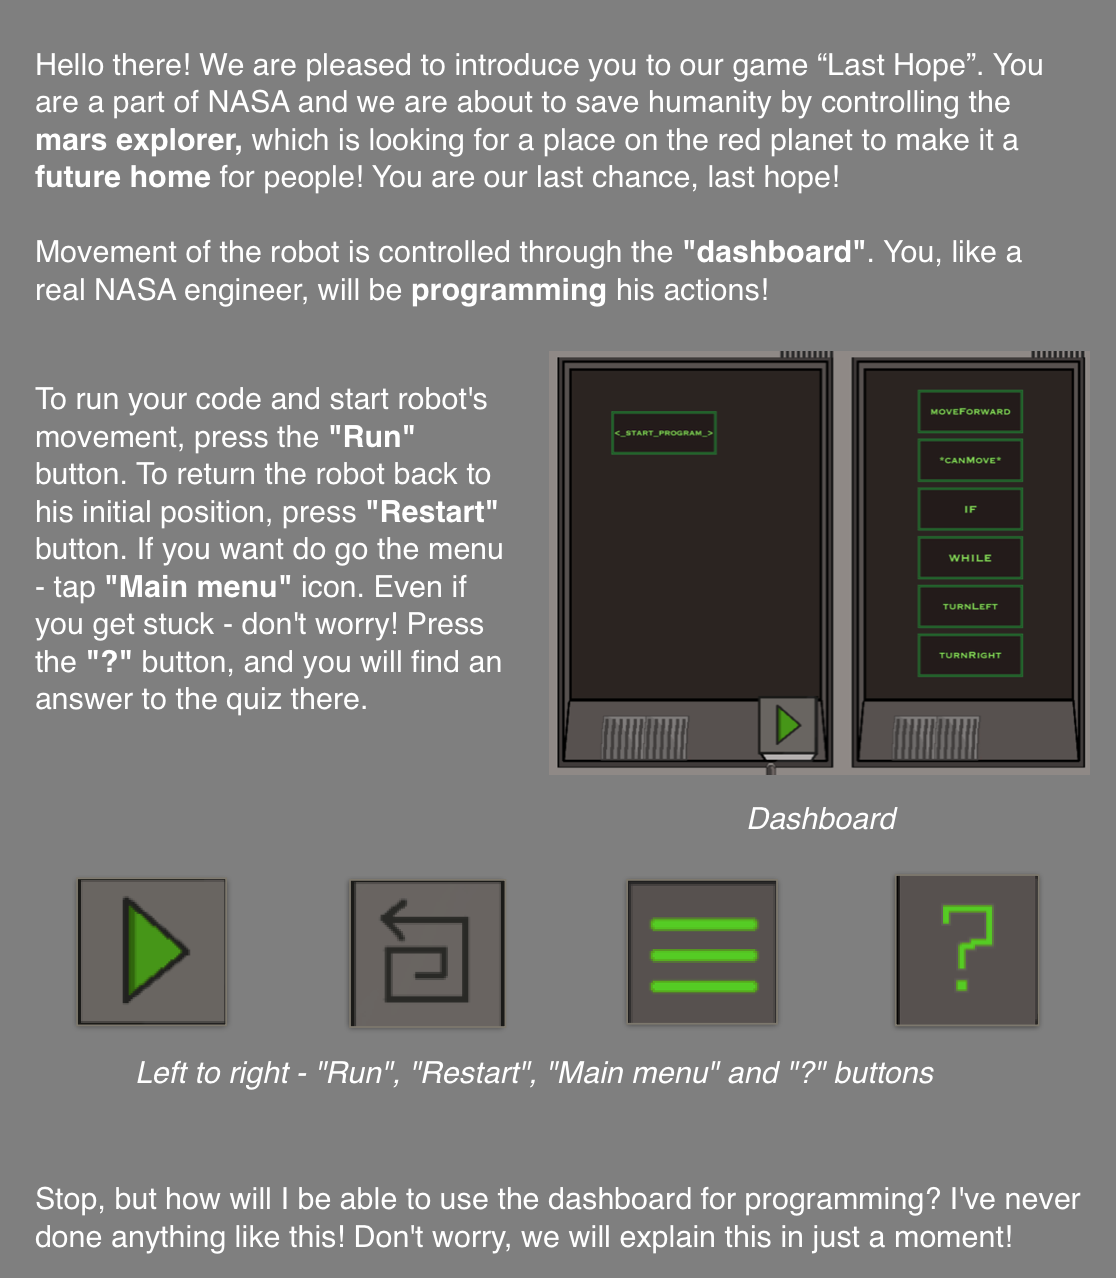 Hello there! We are pleased to introduce you to our game “Last Hope”. You
are a part of NASA and we are about to save humanity by controlling the
mars explorer, which is looking for a place on the red planet to make it a
future home for people! You are our last chance, last hope!
Movement of the robot is controlled through the "dashboard". You, like a
real NASA engineer, will be programming his actions!
To run your code and start robot's
movement, press the "Run"
button. To return the robot back to
his initial position, press "Restart"
button. If you want do go the menu
- tap "Main menu" icon. Even if
you get stuck - don't worry! Press
the "?" button, and you will find an
answer to the quiz there.
<_START_PROGRAM_>
MOVEFORWARD
*CANMOVE*
IF
WHILE
TURNLEFT
TURNRIGHT
Dashboard
?
Left to right - "Run", "Restart", "Main menu" and "?" buttons
Stop, but how will I be able to use the dashboard for programming? I've never
done anything like this! Don't worry, we will explain this in just a moment!